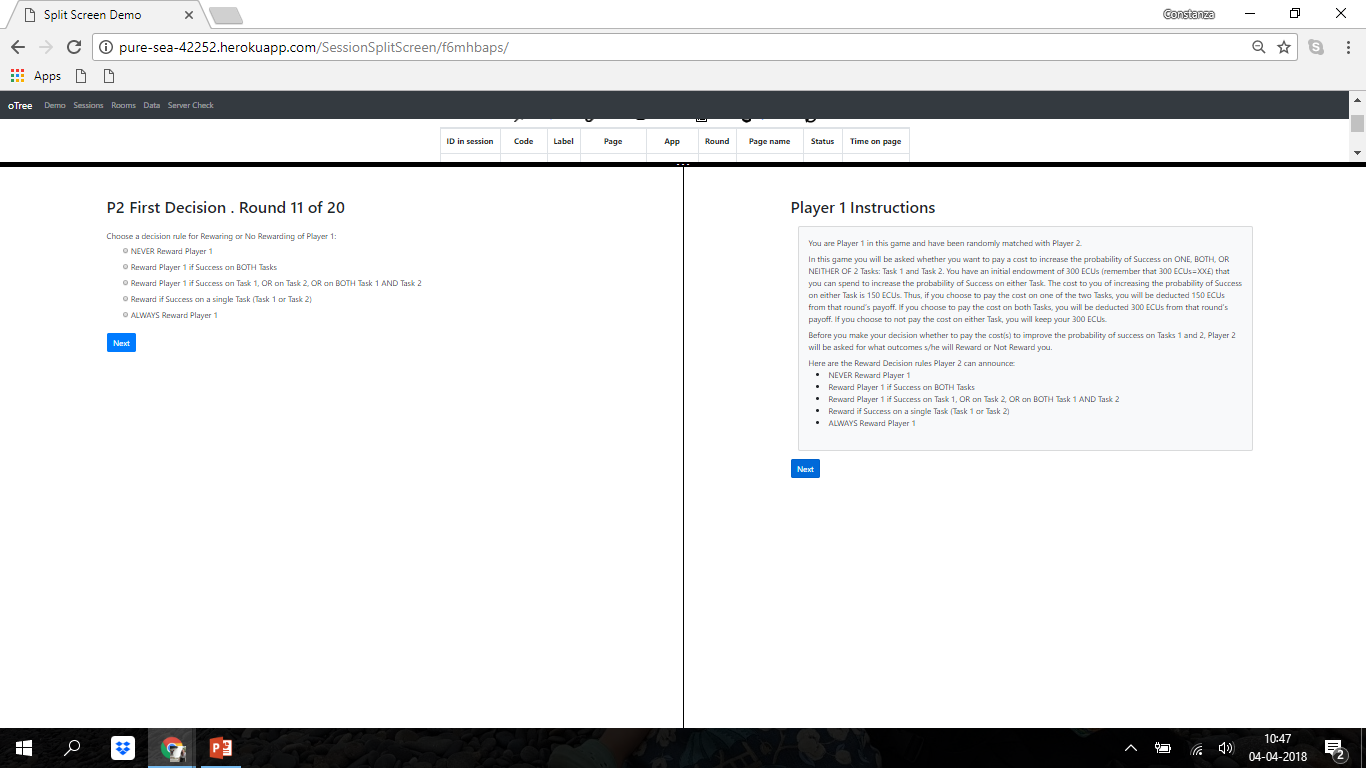 Split Screen Demo
Constanza
pure-sea-42252.herokuapp.com/SessionSplitScreen/f6mhbaps/
Apps
oTree Demo Sessions Rooms Data Server Check
ID in session Code Label Page App Round Page name Status Time on page
P2 First Decision . Round 11 of 20
Choose a decision rule for Rewaring or No Rewarding of Player 1:
NEVER Reward Player 1
Reward Player 1 if Success on BOTH Tasks
Reward Player 1 if Success on Task 1, OR on Task 2, OR on BOTH Task 1 AND Task 2
Reward if Success on a single Task (Task 1 or Task 2)
ALWAYS Reward Player 1
Next
Player 1 Instructions
You are Player 1 in this game and have been randomly matched with Player 2.
In this game you will be asked whether you want to pay a cost to increase the probability of Success on ONE, BOTH, OR
NEITHER OF 2 Tasks: Task 1 and Task 2. You have an initial endowment of 300 ECUs (remember that 300 ECUs=XX£) that
you can spend to increase the probability of Success on either Task. The cost to you of increasing the probability of Success
on either Task is 150 ECUs. Thus, if you choose to pay the cost on one of the two Tasks, you will be deducted 150 ECUs
from that round's payoff. If you choose to pay the cost on both Tasks, you will be deducted 300 ECUs from that round's
payoff. If you choose to not pay the cost on either Task, you will keep your 300 ECUs.
Before you make your decision whether to pay the cost(s) to improve the probability of success on Tasks 1 and 2, Player 2
will be asked for what outcomes s/he will Reward or Not Reward you.
Here are the Reward Decision rules Player 2 can announce:
NEVER Reward Player 1
Reward Player 1 if Success on BOTH Tasks
Reward Player 1 if Success on Task 1, OR on Task 2, OR on BOTH Task 1 AND Task 2
Reward if Success on a single Task (Task 1 or Task 2)
ALWAYS Reward Player 1
Next
10:47
04-04-2018
2